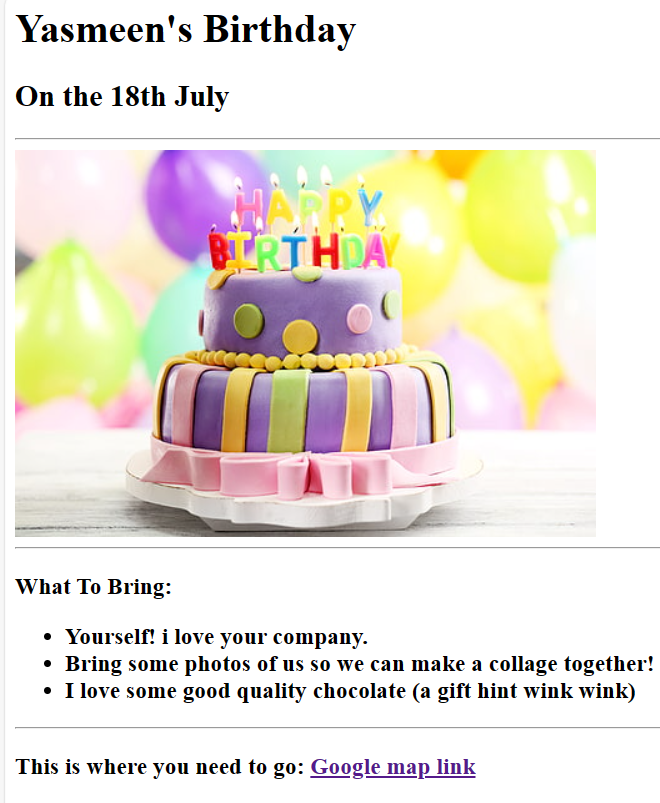 Yasmeen's Birthday
On the 18th July
HAPPY
BIRTHDAY
What To Bring:
Yourself! i love your company.
Bring some photos of us so we can make a collage together!
I love some good quality chocolate (a gift hint wink wink)
This is where you need to go: Google map link